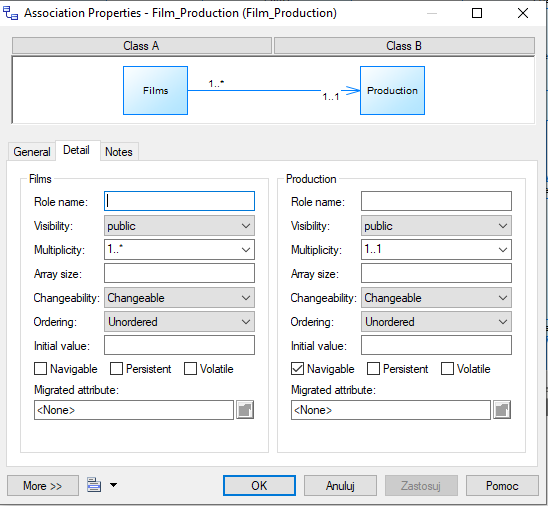 Association Properties - Film_Production (Film_Production)
Class A Class B
Films 1..* 1..1 Production
General Detail Notes
Films Production
Role name: Role name:
Visibility: public Visibility: public
Multiplicity: 1..* Multiplicity: 1..1
Array size: Array size:
Changeability: Changeable Changeability: Changeable
Ordering: Unordered Ordering: Unordered
Initial value: Initial value:
Navigable Persistent Volatile Navigable Persistent Volatile
Migrated attribute: Migrated attribute:
<None> <None>
More >> OK Anuluj Zastosuj Pomoc